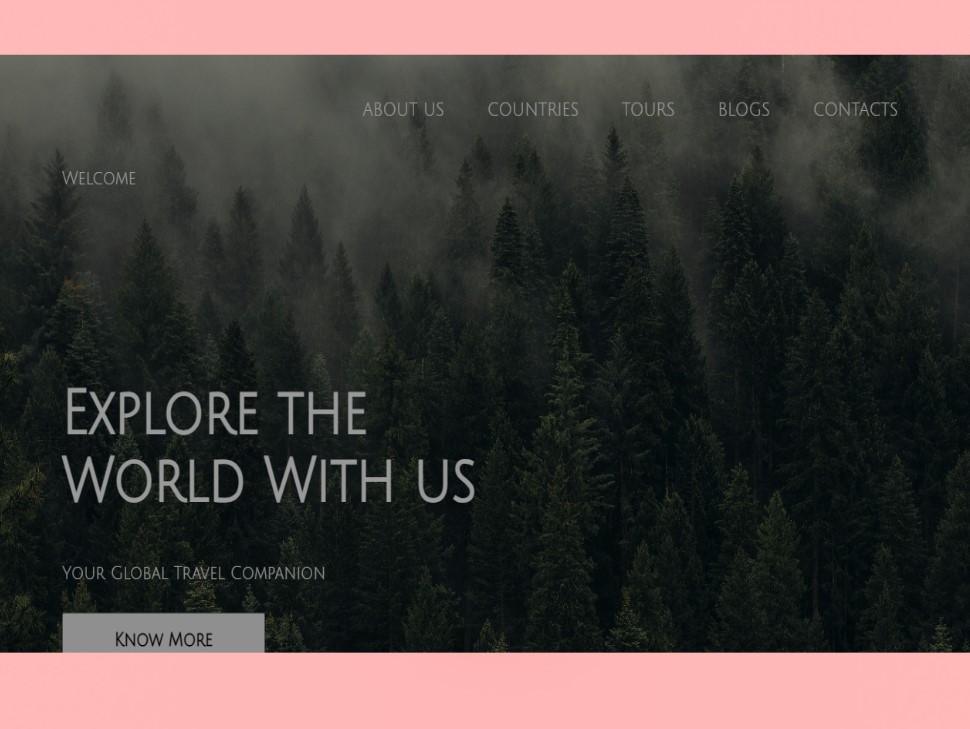 ABOUT US COUNTRIES TOURS BLOGS CONTACTS
Welcome
Explore the
World With us
Your Global Travel Companion
Know More